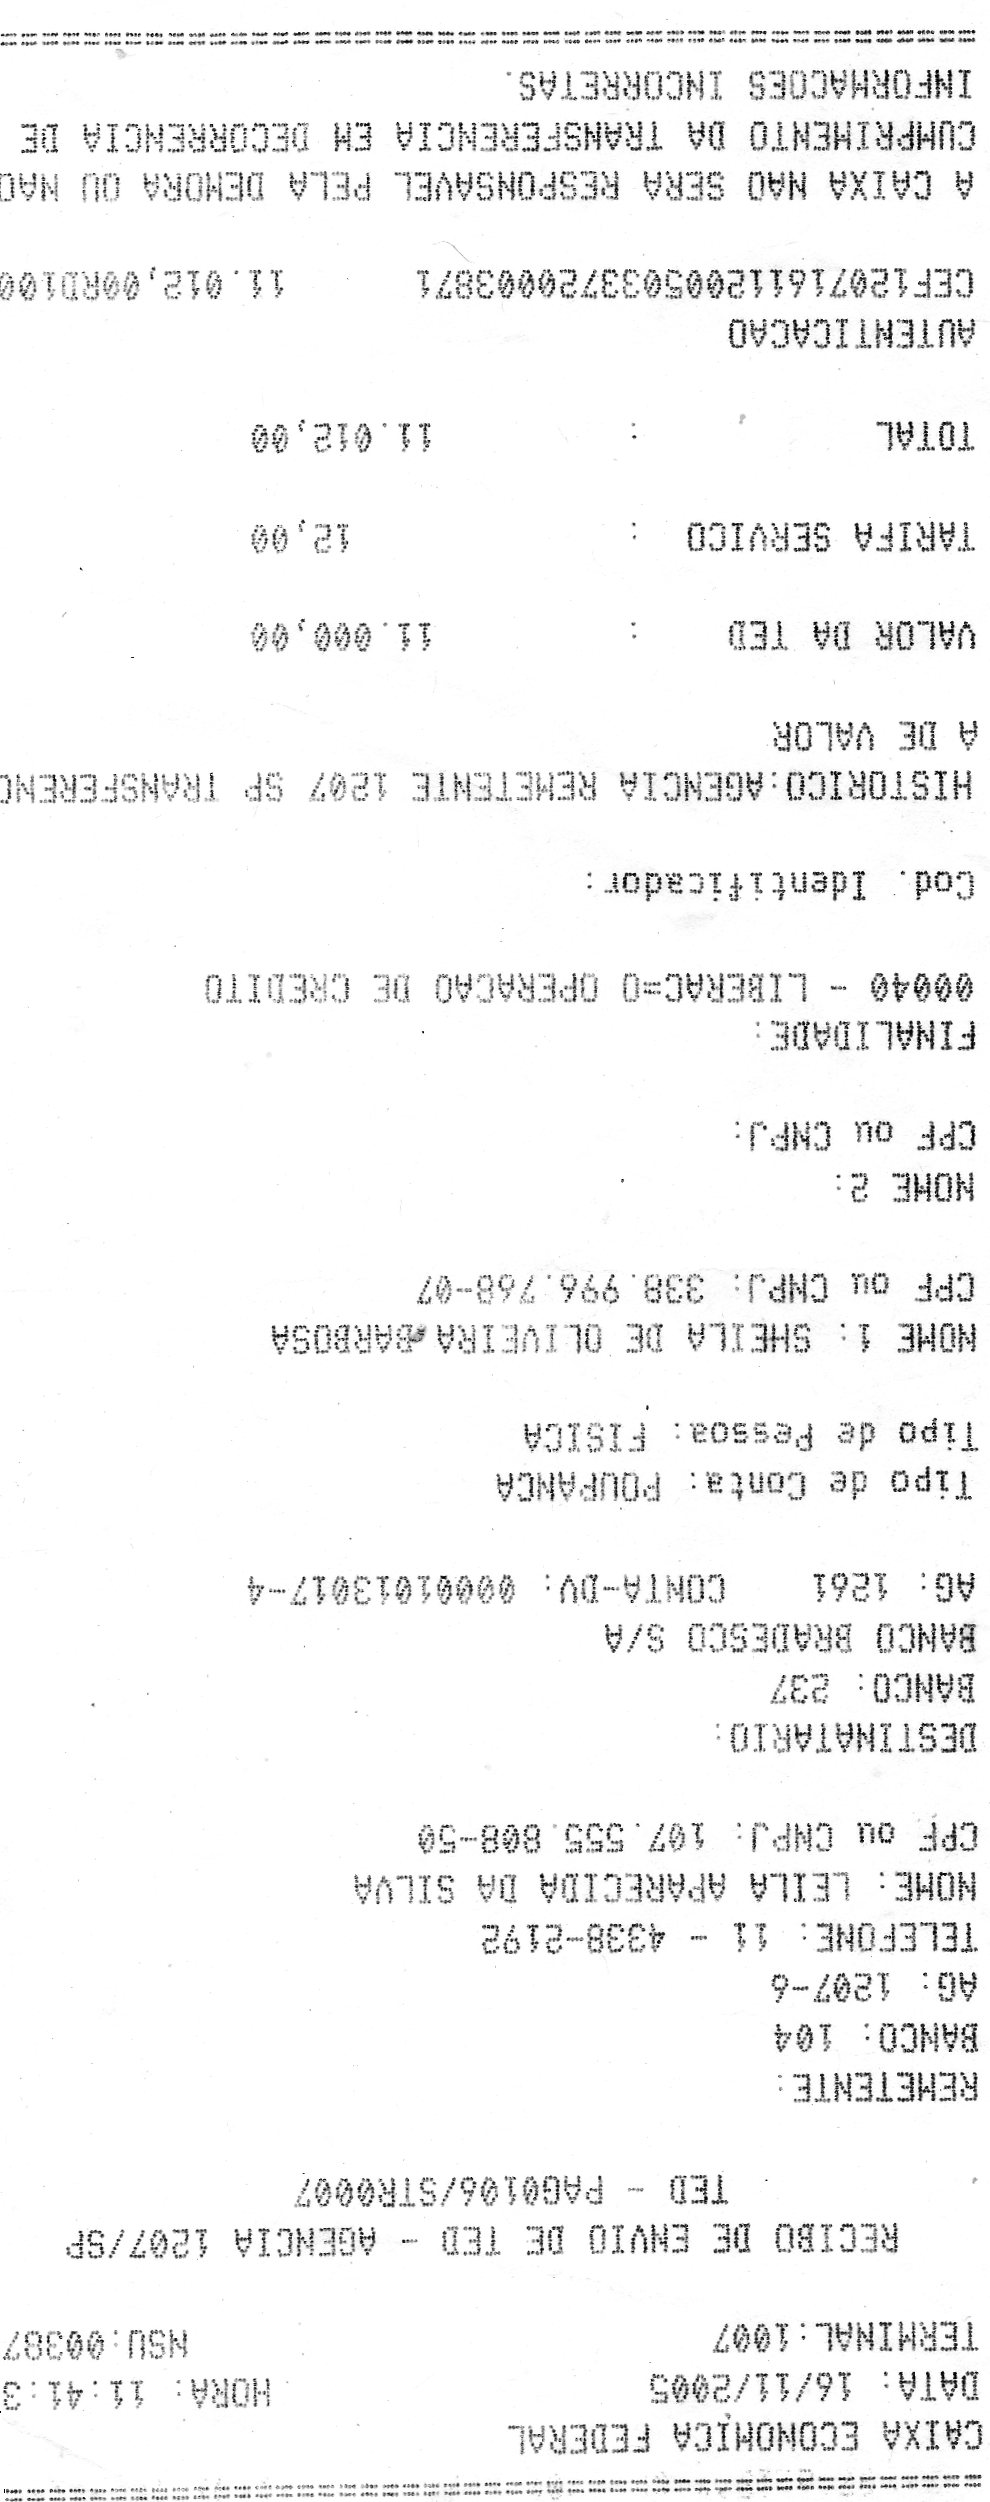 CAIXA ECONOMICA FEDERAL
DATA: 16/11/2005 HORA: 11:41:3
TERMINAL:1007 NSU:00387
RECIBO DE ENVIO DE TED - AGENCIA 1207/SP
TED - PAG0106/STR0007
REMETENTE:
BANCO: 104
AG: 1207-6
TELEFONE: 11 - 4338-2192
NOME: LEILA APARECIDA DA SILVA
CPF ou CNPJ: 107.555.808-50
DESTINATARIO:
BANCO: 237
BANCO BRADESCO S/A
AG: 1261 CONTA-DV: 0000101013017-4
Tipo de Conta: POUPANCA
Tipo de Pessoa: FISICA
NOME 1: SHEILA DE OLIVEIRA BARBOSA
CPF ou CNPJ: 338.996.768-07
NOME 2:
CPF ou CNPJ:
FINALIDADE:
00040 - LIBERAC=O OPERACAO DE CREDITO
Cod. Identificador:
HISTORICO:AGENCIA REMETENTE 1207 SP TRANSFERENC
A DE VALOR
VALOR DA TED : 11.000,00
TARIFA SERVICO : 12,00
TOTAL : 11.012,00
AUTENTICACAO
CEF12071611200503372000387​1 11.012,00RD100
A CAIXA NAO SERA RESPONSAVEL PELA DEMORA OU NAO
CUMPRIMENTO DA TRANSFERENCIA EM DECORRENCIA DE
INFORMACOES INCORRETAS.